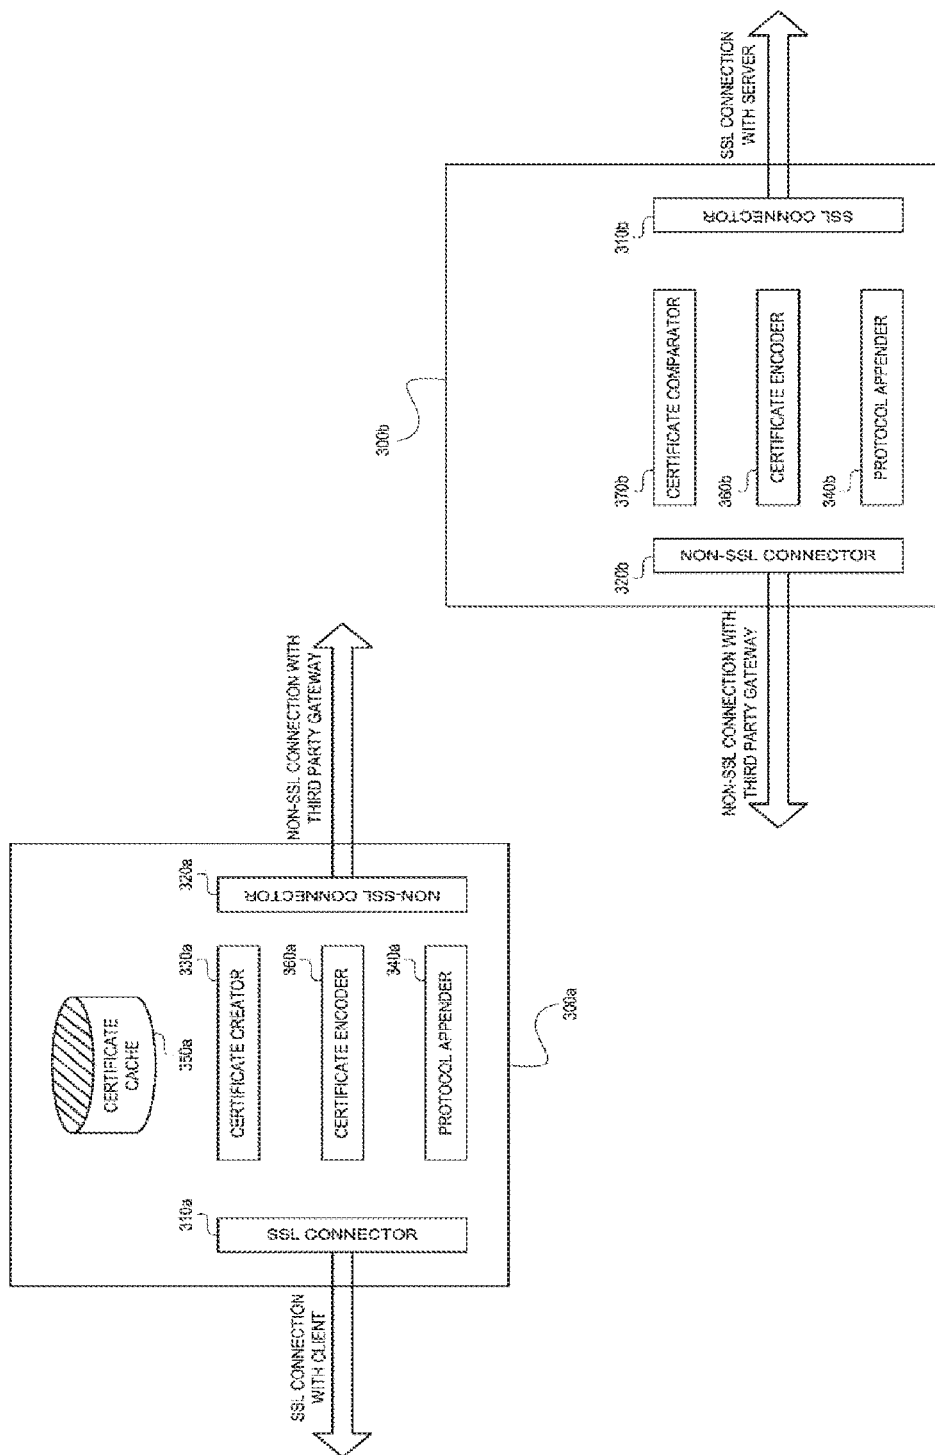 CERTIFICATE
CACHE
350a
310a
330a
320a
SSL CONNECTION
WITH CLIENT
SSL CONNECTOR
CERTIFICATE CREATOR
360a
CERTIFICATE ENCODER
340a
PROTOCOL APPENDER
NON-SSL CONNECTOR
NON-SSL CONNECTION WITH
THIRD PARTY GATEWAY
300a
300b
370b
310b
320b
NON-SSL CONNECTION WITH
THIRD PARTY GATEWAY
NON-SSL CONNECTOR
CERTIFICATE COMPARATOR
360b
CERTIFICATE ENCODER
340b
PROTOCOL APPENDER
SSL CONNECTOR
SSL CONNECTION
WITH SERVER